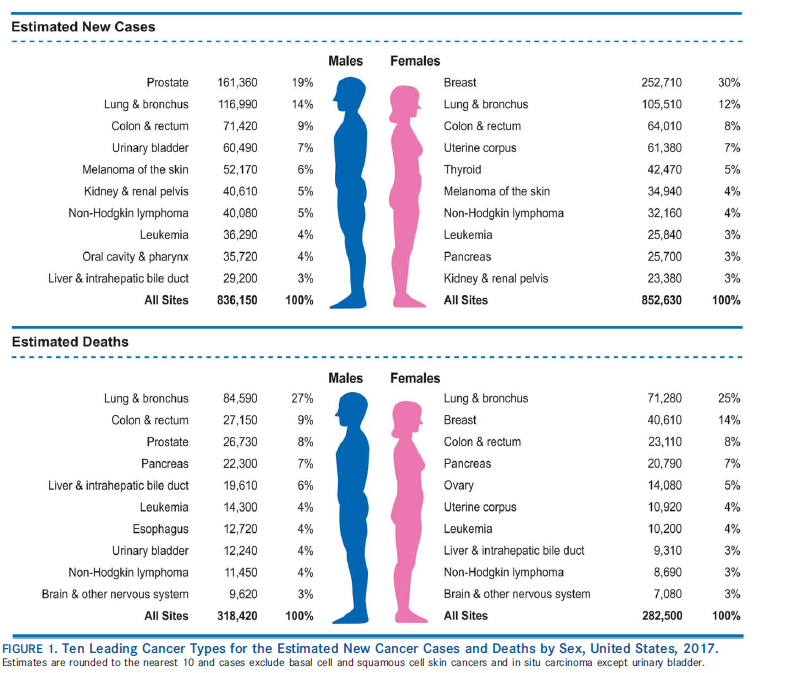 Estimated New Cases
Males Females
Prostate 161,360 19% Breast 252,710 30%
Lung & bronchus 116,990 14% Lung & bronchus 105,510 12%
Colon & rectum 71,420 9% Colon & rectum 64,010 8%
Urinary bladder 60,490 7% Uterine corpus 61,380 7%
Melanoma of the skin 52,170 6% Thyroid 42,470 5%
Kidney & renal pelvis 40,610 5% Melanoma of the skin 34,940 4%
Non-Hodgkin lymphoma 40,080 5% Non-Hodgkin lymphoma 32,160 4%
Leukemia 36,290 4% Leukemia 25,840 3%
Oral cavity & pharynx 35,720 4% Pancreas 25,700 3%
Liver & intrahepatic bile duct 29,200 3% Kidney & renal pelvis 23,380 3%
All Sites 836,150 100% All Sites 852,630 100%
Estimated Deaths
Males Females
Lung & bronchus 84,590 27% Lung & bronchus 71,280 25%
Colon & rectum 27,150 9% Breast 40,610 14%
Prostate 26,730 8% Colon & rectum 23,110 8%
Pancreas 22,300 7% Pancreas 20,790 7%
Liver & intrahepatic bile duct 19,610 6% Ovary 14,080 5%
Leukemia 14,300 4% Uterine corpus 10,920 4%
Esophagus 12,720 4% Leukemia 10,200 4%
Urinary bladder 12,240 4% Liver & intrahepatic bile duct 9,310 3%
Non-Hodgkin lymphoma 11,450 4% Non-Hodgkin lymphoma 8,690 3%
Brain & other nervous system 9,620 3% Brain & other nervous system 7,080 3%
All Sites 318,420 100% All Sites 282,500 100%
FIGURE 1. Ten Leading Cancer Types for the Estimated New Cancer Cases and Deaths by Sex, United States, 2017.
Estimates are rounded to the nearest 10 and cases exclude basal cell and squamous cell skin cancers and in situ carcinoma except urinary bladder.